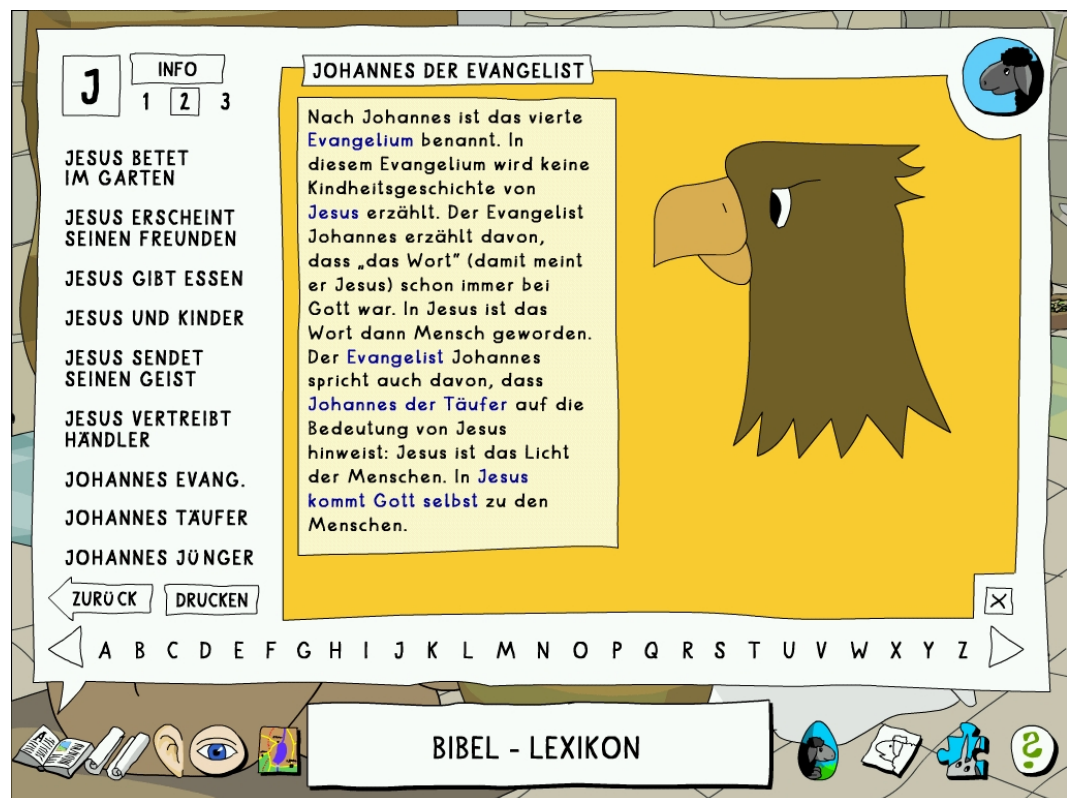 J
INFO
1 2 3
JESUS BETET
IM GARTEN
JESUS ERSCHEINT
SEINEN FREUNDEN
JESUS GIBT ESSEN
JESUS UND KINDER
JESUS SENDET
SEINEN GEIST
JESUS VERTREIBT
HÄNDLER
JOHANNES EVANG.
JOHANNES TÄUFER
JOHANNES JÜNGER
ZURÜCK
DRUCKEN
JOHANNES DER EVANGELIST
Nach Johannes ist das vierte
Evangelium benannt. In
diesem Evangelium wird keine
Kindheitsgeschichte von
Jesus erzählt. Der Evangelist
Johannes erzählt davon,
dass „das Wort“ (damit meint
er Jesus) schon immer bei
Gott war. In Jesus ist das
Wort dann Mensch geworden.
Der Evangelist Johannes
spricht auch davon, dass
Johannes der Täufer auf die
Bedeutung von Jesus
hinweist: Jesus ist das Licht
der Menschen. In Jesus
kommt Gott selbst zu den
Menschen.
X
A B C D E F G H I J K L M N O P Q R S T U V W X Y Z
BIBEL - LEXIKON
?